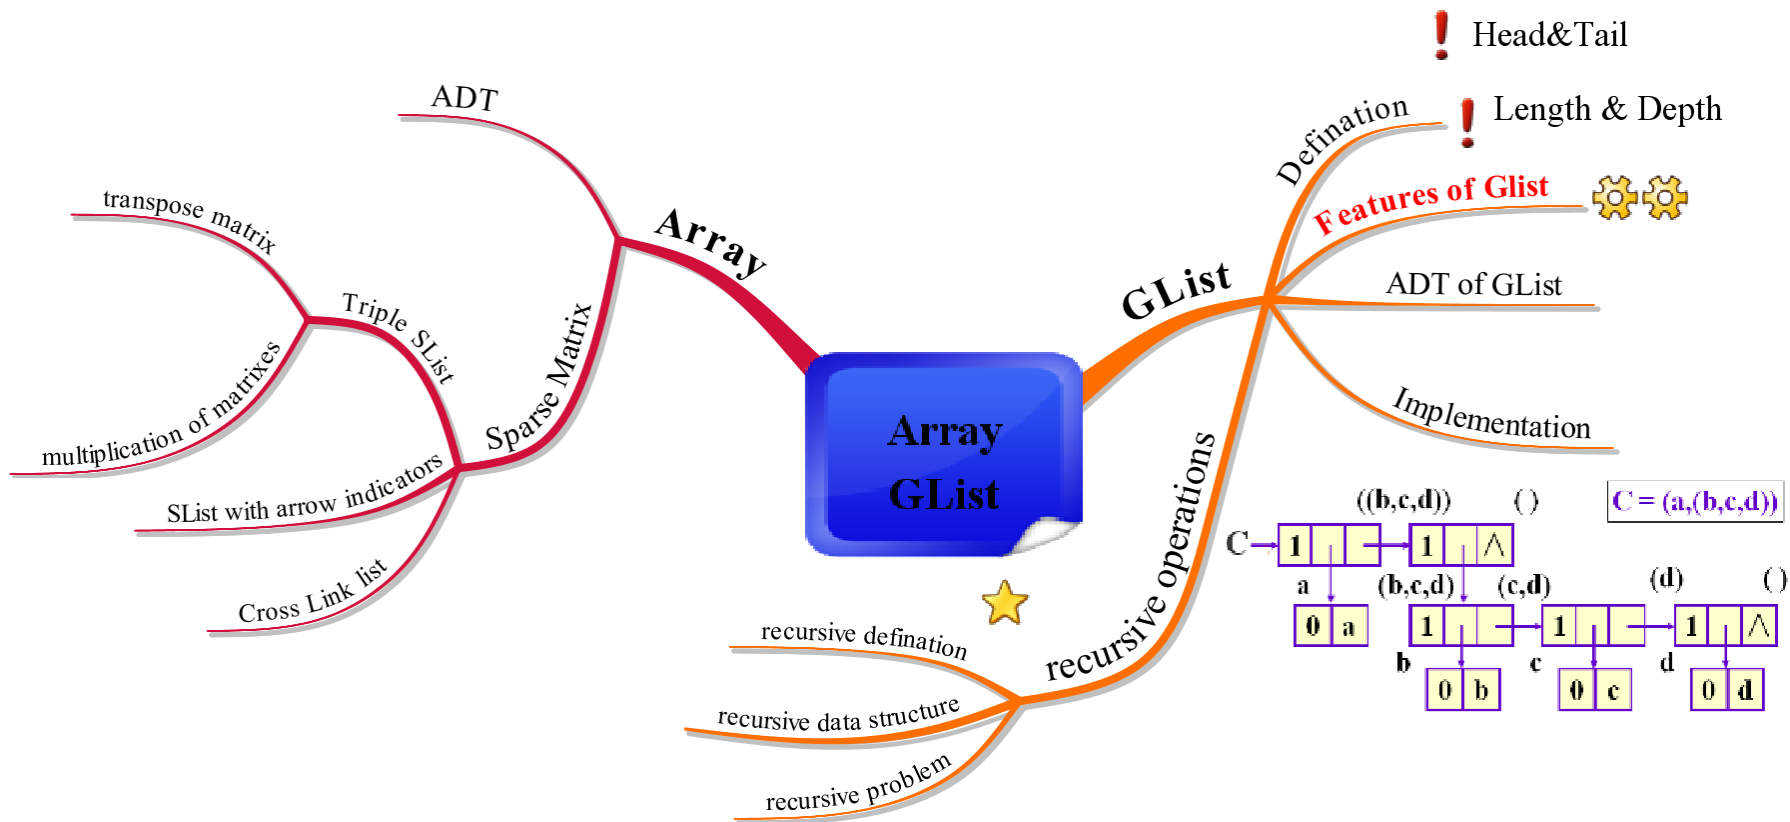 Head&Tail
Length & Depth
Defination
Features of Glist
ADT of GList
Implementation
GList
Array
ADT
transpose matrix
Triple SList
multiplication of matrixes
Sparse Matrix
SList with arrow indicators
Cross Link list
Array
GList
recursive operations
recursive defination
recursive data structure
recursive problem
C = (a,(b,c,d))
((b,c,d)) ( )
C 1 1 ∧
a (b,c,d) (c,d) (d) ( )
0 a 1 1 1 ∧
b c d
0 b 0 c 0 d